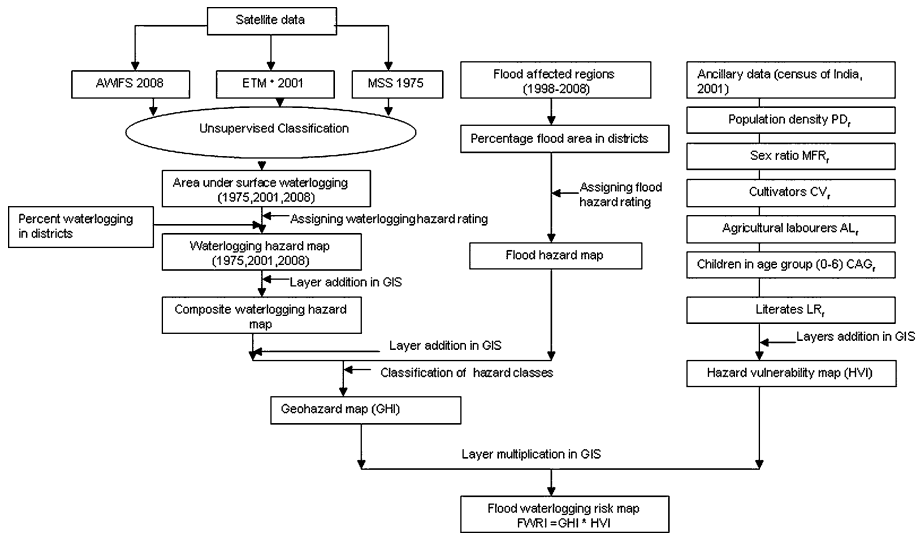 Satellite data
AWIFS 2008
ETM * 2001
MSS 1975
Flood affected regions
(1998-2008)
Ancillary data (census of India,
2001)
Unsupervised Classification
Percentage flood area in districts
Population density PDr
Sex ratio MFRr
Area under surface waterlogging
(1975,2001,2008)
Assigning flood
hazard rating
Cultivators CVr
Percent waterlogging
in districts
Assigning waterlogging hazard rating
Agricultural labourers ALr
Waterlogging hazard map
(1975,2001,2008)
Flood hazard map
Children in age group (0-6) CAGr
Layer addition in GIS
Composite waterlogging hazard
map
Literates LRr
Layer addition in GIS
Layers addition in GIS
Classification of hazard classes
Hazard vulnerability map (HVI)
Geohazard map (GHI)
Layer multiplication in GIS
Flood waterlogging risk map
FWRI =GHI * HVI